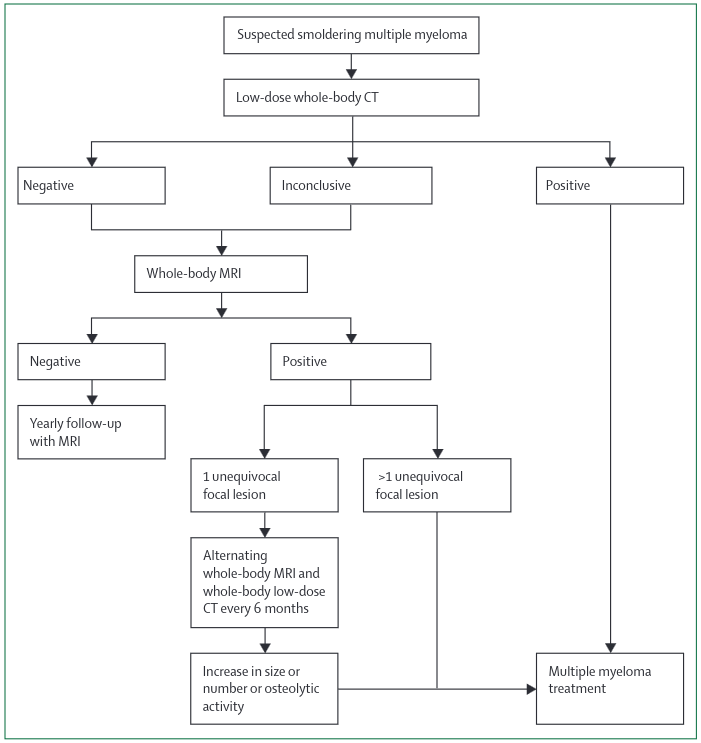 Suspected smoldering multiple myeloma
Low-dose whole-body CT
Negative
Inconclusive
Positive
Whole-body MRI
Negative
Positive
Yearly follow-up
with MRI
1 unequivocal
focal lesion
>1 unequivocal
focal lesion
Alternating
whole-body MRI and
whole-body low-dose
CT every 6 months
Increase in size or
number or osteolytic
activity
Multiple myeloma
treatment